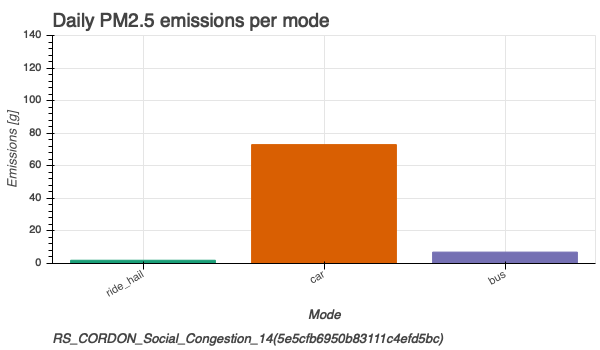 Daily PM2.5 emissions per mode
140
120
100
80
60
40
20
0
Emissions [g]
ride_hail
car
bus
Mode
RS_CORDON_Social_Congestion_14(5e5cfb6950b83111c4efd5bc)